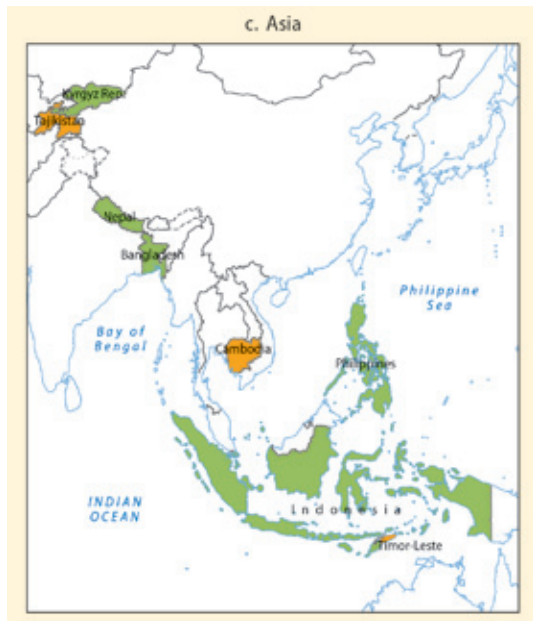 c. Asia
Kyrgyz Rep.
Tajikistan
Nepal
Bangladesh
Philippine
Sea
Bay of
Bengal
Cambodia
Philippines
INDIAN
OCEAN
Indonesia
Timor-Leste